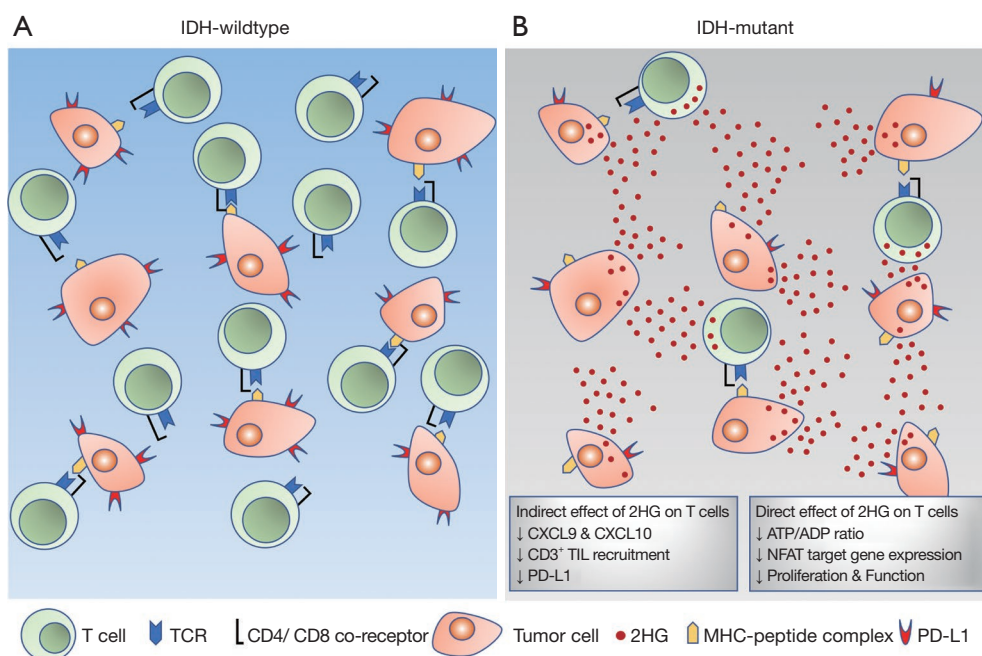 A
IDH-wildtype
B
IDH-mutant
Indirect effect of 2HG on T cells
↓ CXCL9 & CXCL10
↓ CD3⁺ TIL recruitment
↓ PD-L1
Direct effect of 2HG on T cells
↓ ATP/ADP ratio
↓ NFAT target gene expression
↓ Proliferation & Function
T cell
TCR
CD4/ CD8 co-receptor
Tumor cell
2HG
MHC-peptide complex
PD-L1